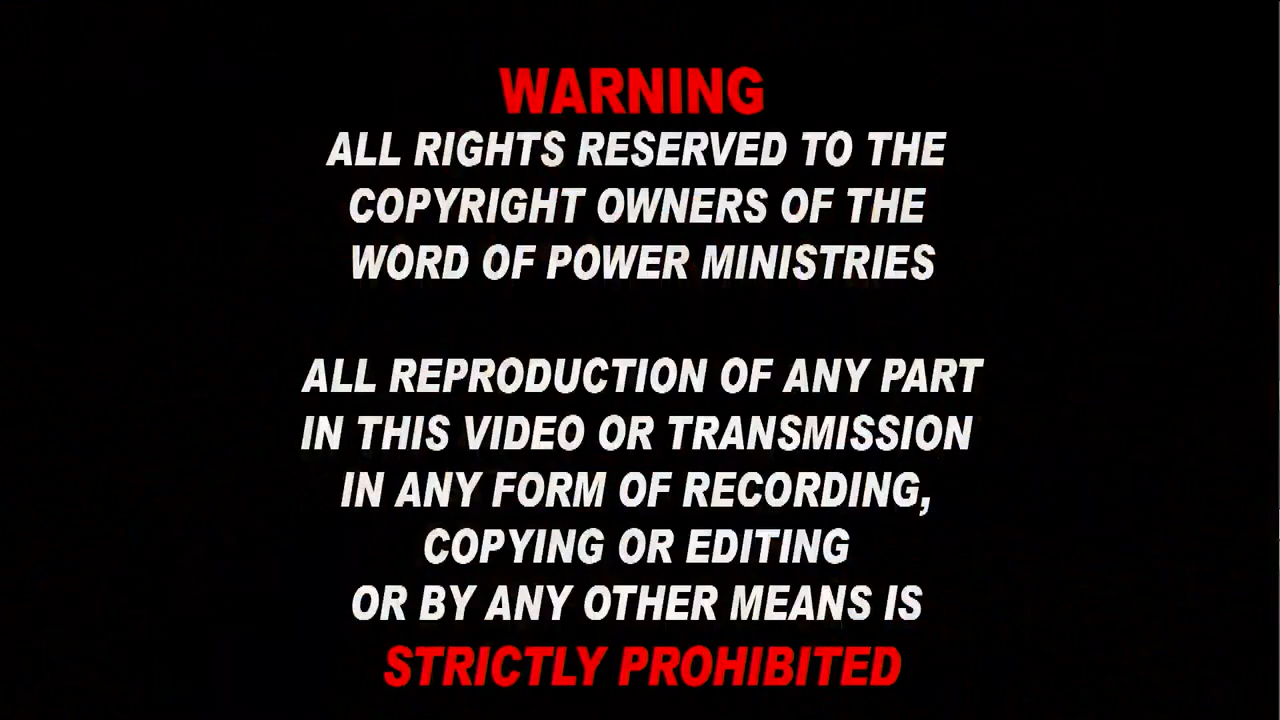 WARNING
ALL RIGHTS RESERVED TO THE
COPYRIGHT OWNERS OF THE
WORD OF POWER MINISTRIES
ALL REPRODUCTION OF ANY PART
IN THIS VIDEO OR TRANSMISSION
IN ANY FORM OF RECORDING,
COPYING OR EDITING
OR BY ANY OTHER MEANS IS
STRICTLY PROHIBITED